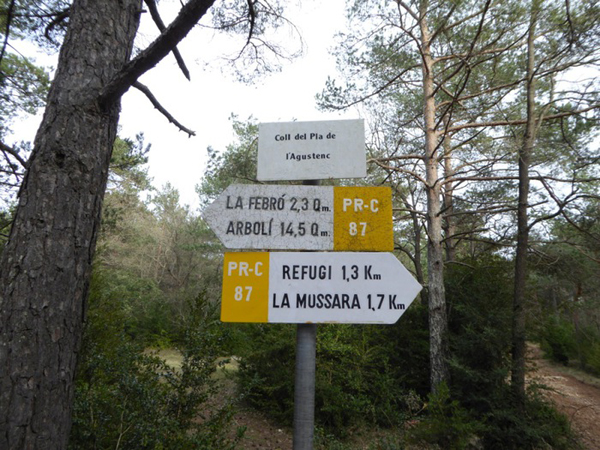 Coll del Pla de
l'Agustenc
LA FEBRÓ 2,3 Qm.
ARBOLÍ 14,5 Qm.
PR-C
87
PR-C
87
REFUGI 1,3 Km
LA MUSSARA 1,7 Km